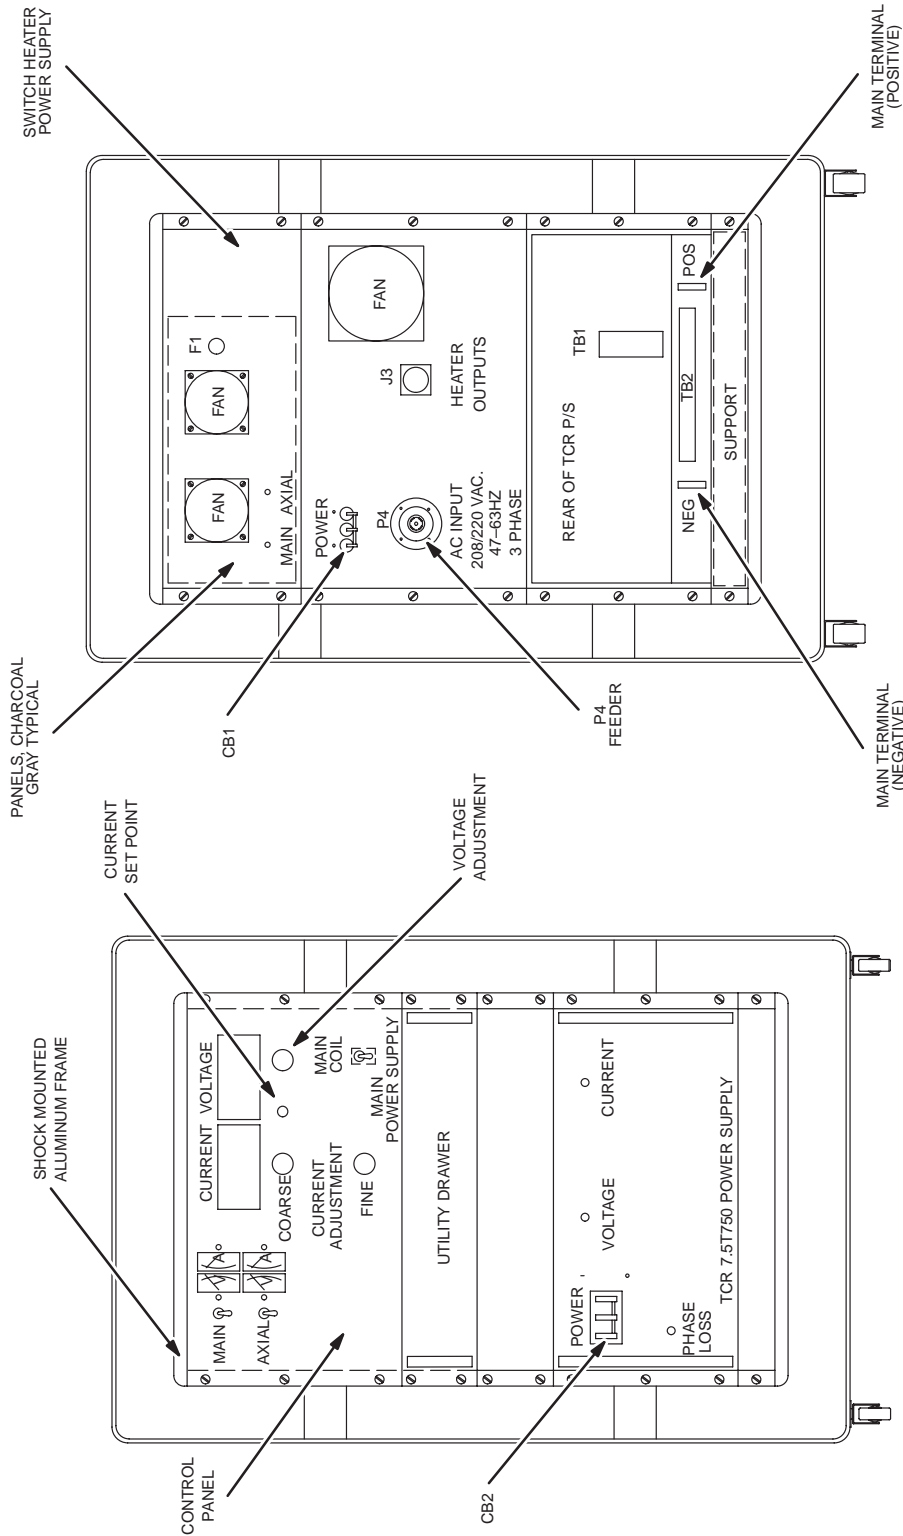 SHOCK MOUNTED
ALUMINUM FRAME
CURRENT
SET POINT
VOLTAGE
ADJUSTMENT
CONTROL
PANEL
CB2
MAIN
AXIAL
V
A
V
A
CURRENT
VOLTAGE
COARSE
CURRENT
ADJUSTMENT
FINE
MAIN
COIL
MAIN
POWER SUPPLY
UTILITY DRAWER
POWER
VOLTAGE
CURRENT
PHASE
LOSS
TCR 7.5T750 POWER SUPPLY
PANELS, CHARCOAL
GRAY TYPICAL
SWITCH HEATER
POWER SUPPLY
CB1
P4
FEEDER
MAIN TERMINAL
(NEGATIVE)
MAIN TERMINAL
(POSITIVE)
FAN
FAN
F1
MAIN
AXIAL
POWER
P4
AC INPUT
208/220 VAC.
47–63HZ
3 PHASE
J3
HEATER
OUTPUTS
FAN
REAR OF TCR P/S
TB1
NEG
TB2
POS
SUPPORT